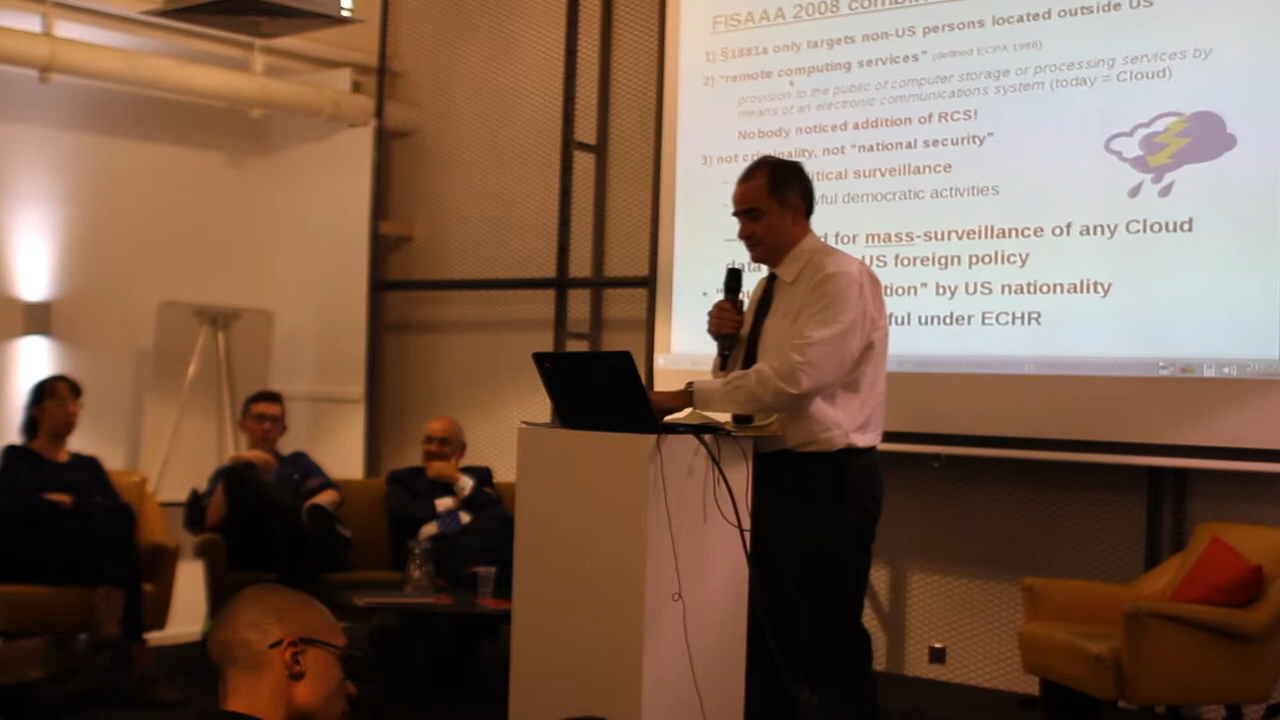 FISAAA 2008 combin
1) §1881a only targets non-US persons located outside US
2) "remote computing services" (defined ECPA 1986)
provision to the public of computer storage or processing services by
means of an electronic communications system (today = Cloud)
Nobody noticed addition of RCS!
3) not criminality, not "national security"
itical surveillance
wful democratic activities
d for mass-surveillance of any Cloud
data US foreign policy
tion" by US nationality
ful under ECHR